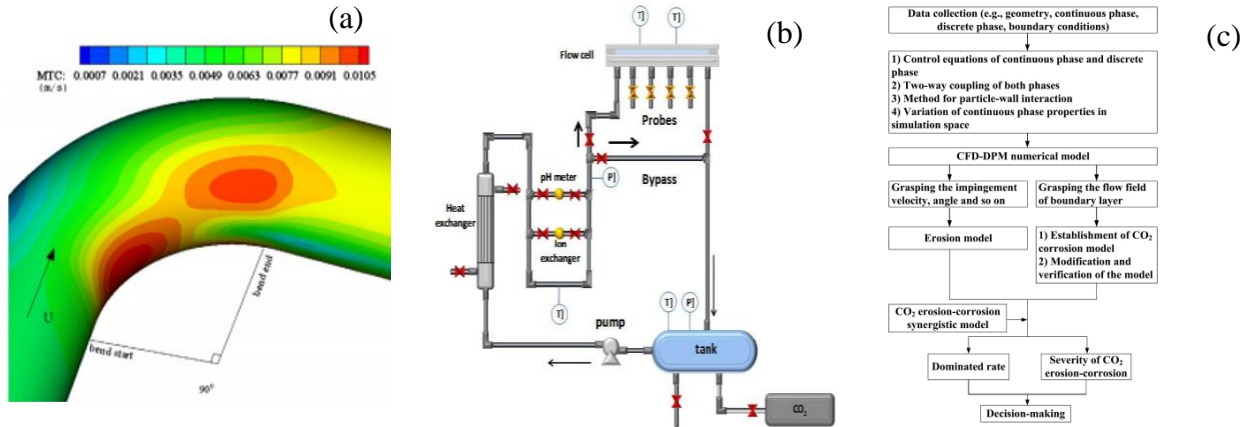 (a)
MTC: 0.0007 0.0021 0.0035 0.0049 0.0063 0.0077 0.0091 0.0105
(m/s)
U
bend start
bend end
90°
(b)
T] T]
Flow cell
Probes
Bypass
P]
pH meter
Heat
exchanger
Ion
exchanger
T]
T] P]
pump
tank
CO2
(c)
Data collection (e.g., geometry, continuous phase,
discrete phase, boundary conditions)
1) Control equations of continuous phase and discrete
phase
2) Two-way coupling of both phases
3) Method for particle-wall interaction
4) Variation of continuous phase properties in
simulation space
CFD-DPM numerical model
Grasping the impingement
velocity, angle and so on
Grasping the flow field
of boundary layer
Erosion model
1) Establishment of CO2
corrosion model
2) Modification and
verification of the model
CO2 erosion-corrosion
synergistic model
Dominated rate
Severity of CO2
erosion-corrosion
Decision-making